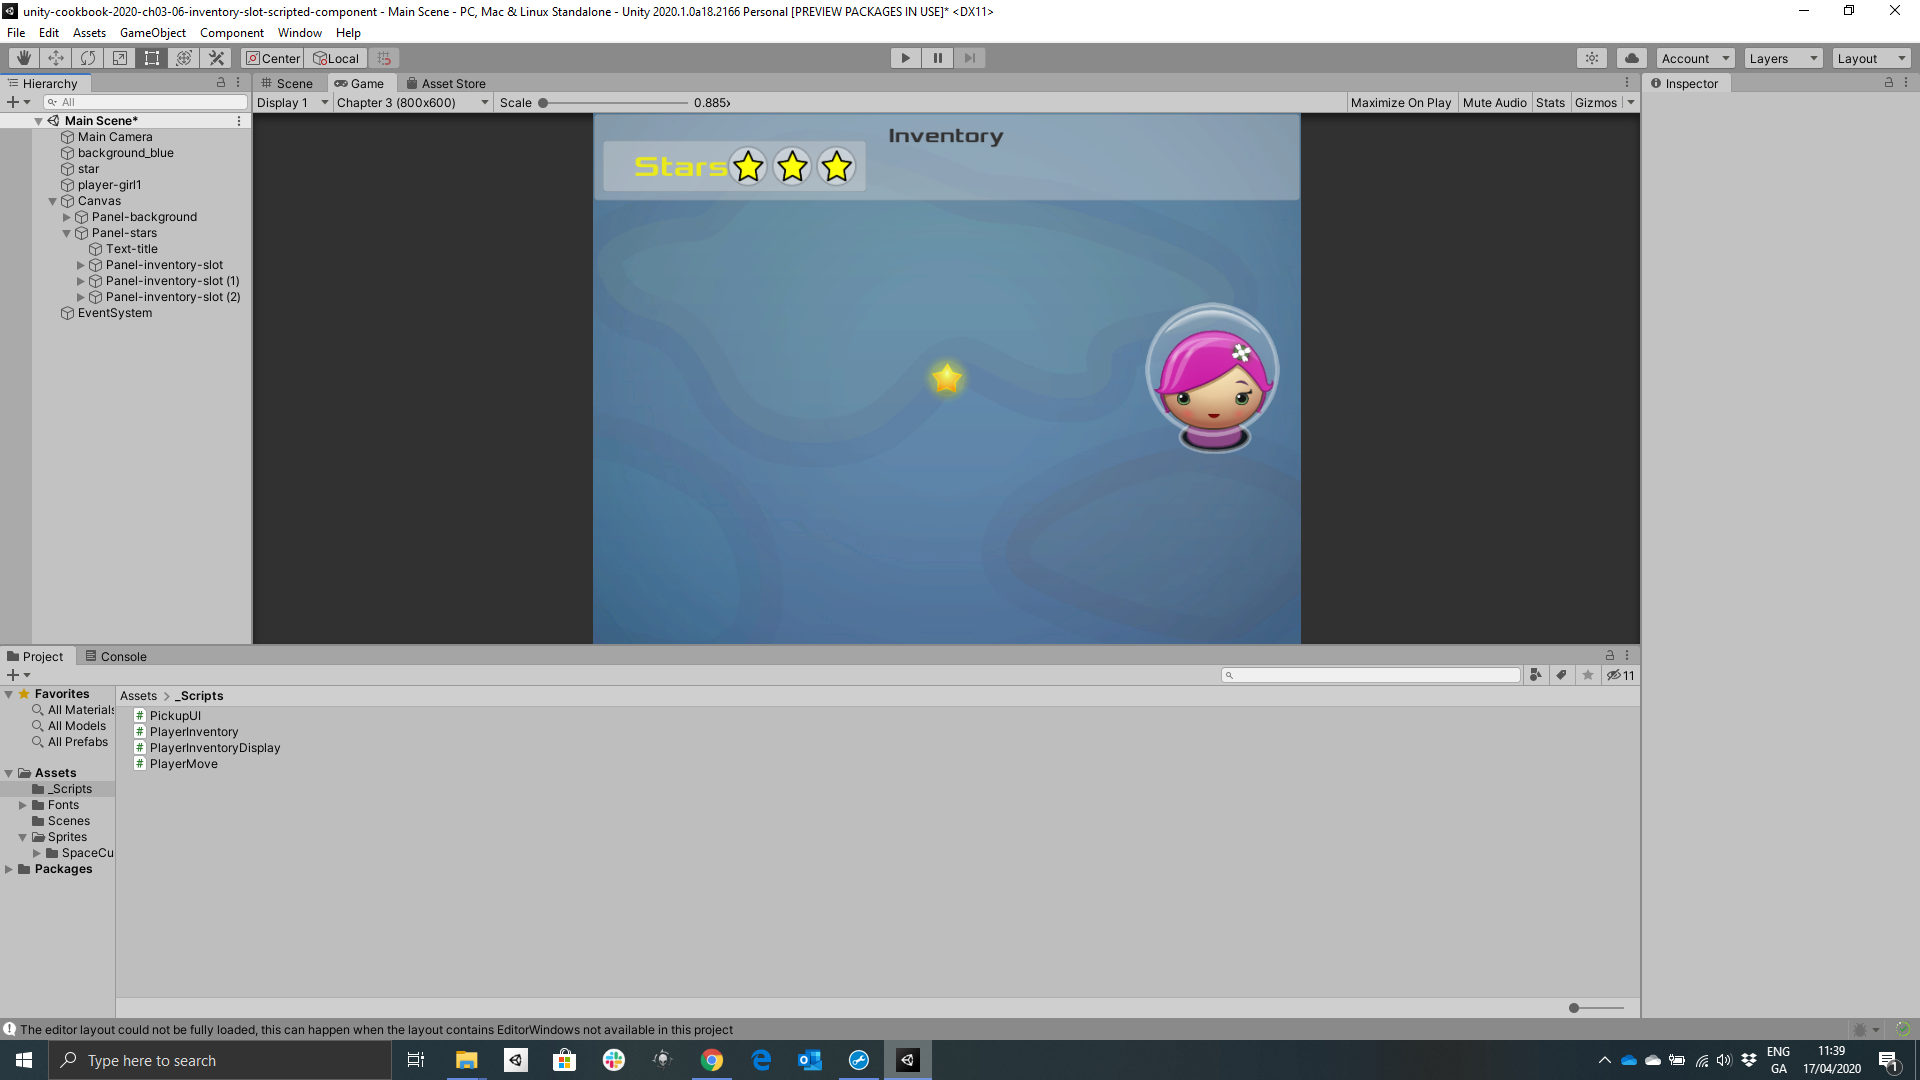 unity-cookbook-2020-ch03-06-inventory-slot-scripted-component - Main Scene - PC, Mac & Linux Standalone - Unity 2020.1.0a18.2166 Personal [PREVIEW PACKAGES IN USE]* <DX11>
File Edit Assets GameObject Component Window Help
Center Local Account Layers Layout
Hierarchy Scene Game Asset Store Inspector
All Display 1 Chapter 3 (800x600) Scale 0.885x Maximize On Play Mute Audio Stats Gizmos
Main Scene*
Main Camera
background_blue
star
player-girl1
Canvas
Panel-background
Panel-stars
Text-title
Panel-inventory-slot
Panel-inventory-slot (1)
Panel-inventory-slot (2)
EventSystem
Inventory
Stars
Project Console
11
Favorites
All Materials
All Models
All Prefabs
Assets
_Scripts
Fonts
Scenes
Sprites
SpaceCu
Packages
Assets > _Scripts
PickupUI
PlayerInventory
PlayerInventoryDisplay
PlayerMove
The editor layout could not be fully loaded, this can happen when the layout contains EditorWindows not available in this project
Type here to search
ENG
GA
11:39
17/04/2020
1